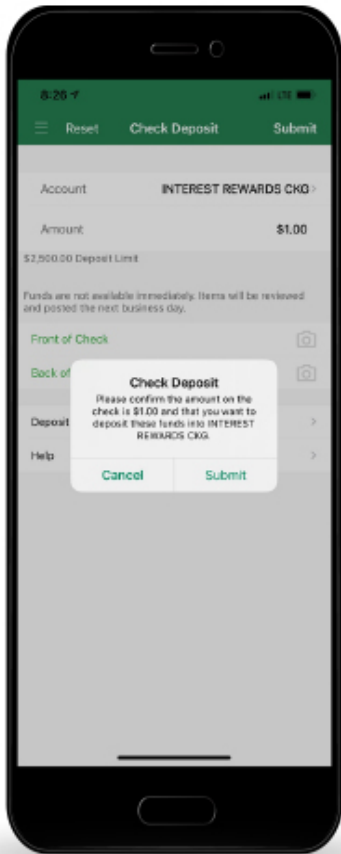 8:26
LTE
Reset Check Deposit Submit
Account INTEREST REWARDS CKG
Amount $1.00
$2,500.00 Deposit Limit
Funds are not available immediately. Items will be reviewed
and posted the next business day.
Front of Check
Back of
Check Deposit
Please confirm the amount on the
check is $1.00 and that you want to
deposit these funds into INTEREST
REWARDS CKG.
Cancel Submit
Deposit
Help